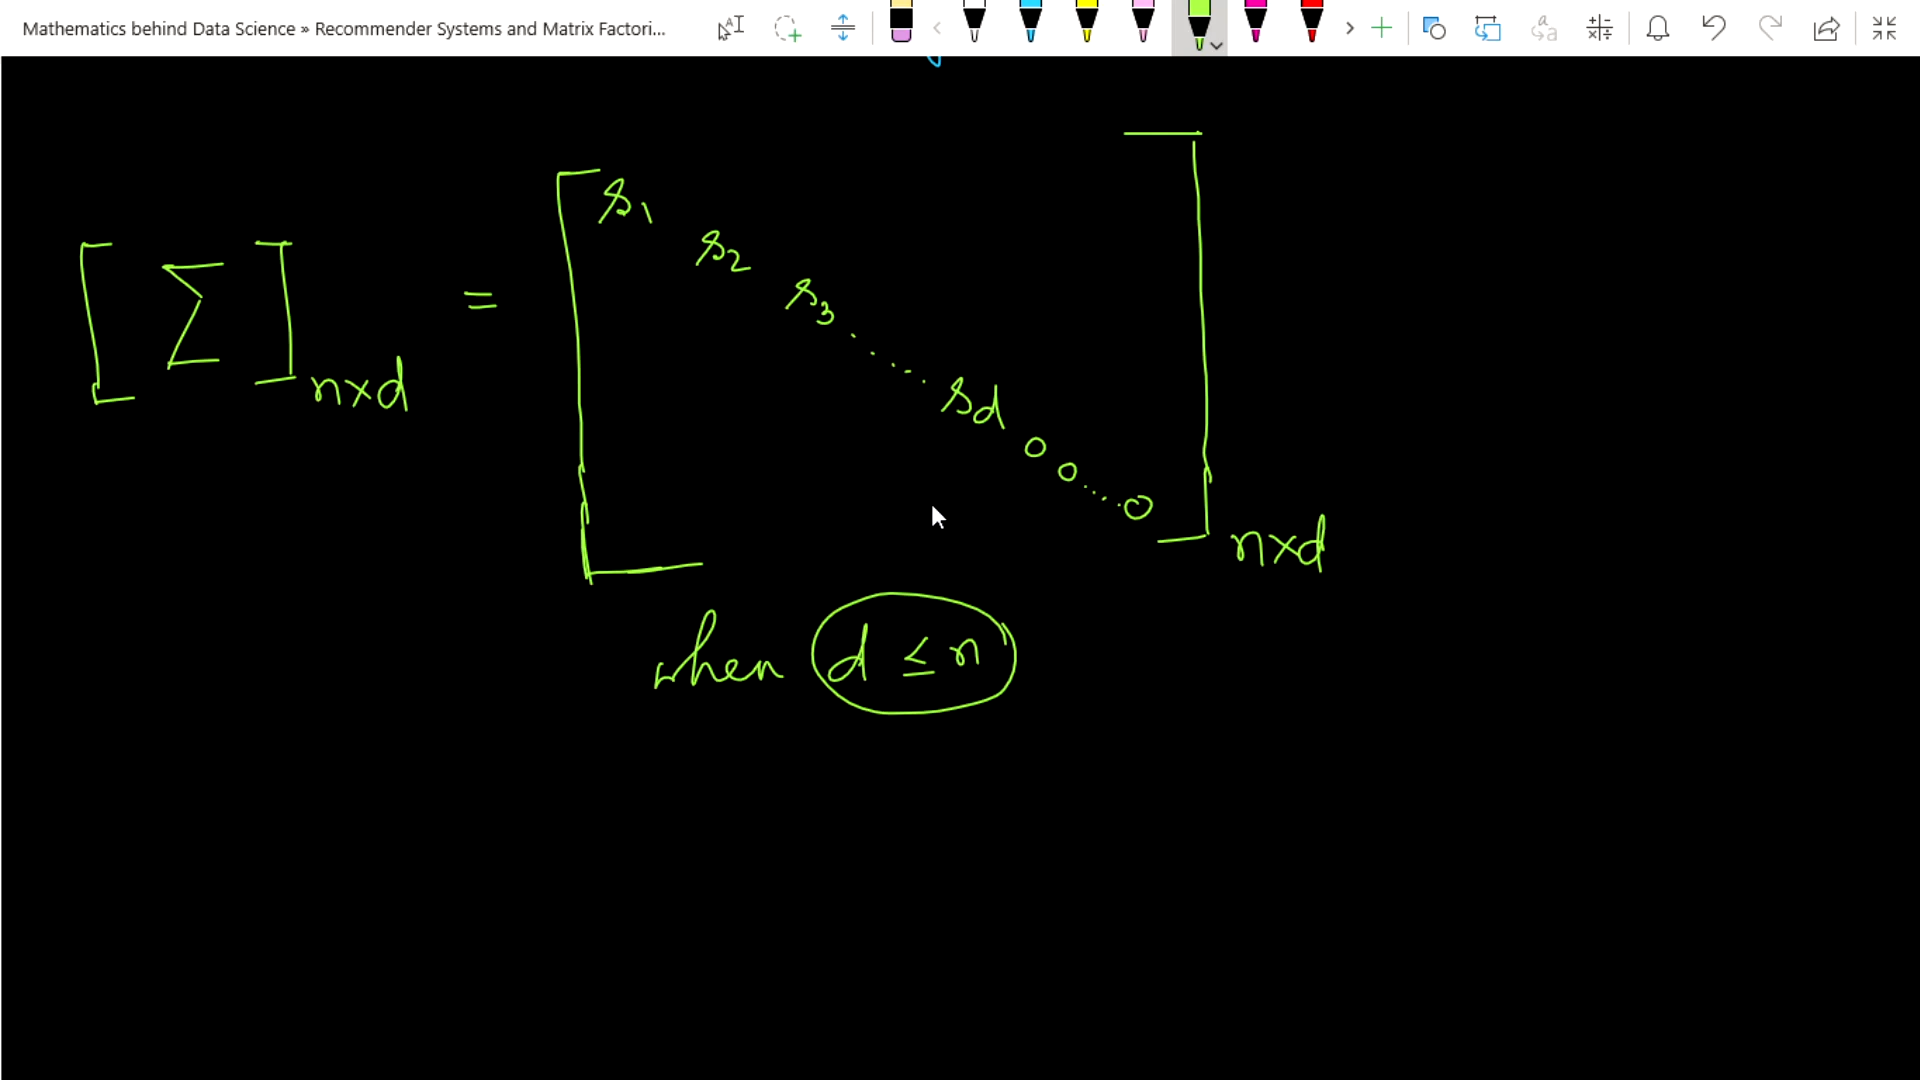 Mathematics behind Data Science » Recommender Systems and Matrix Factori...
[ Σ ] n×d = [ s1 s2 s3 ...... sd 0 0 .... 0 ] n×d
when d ≤ n